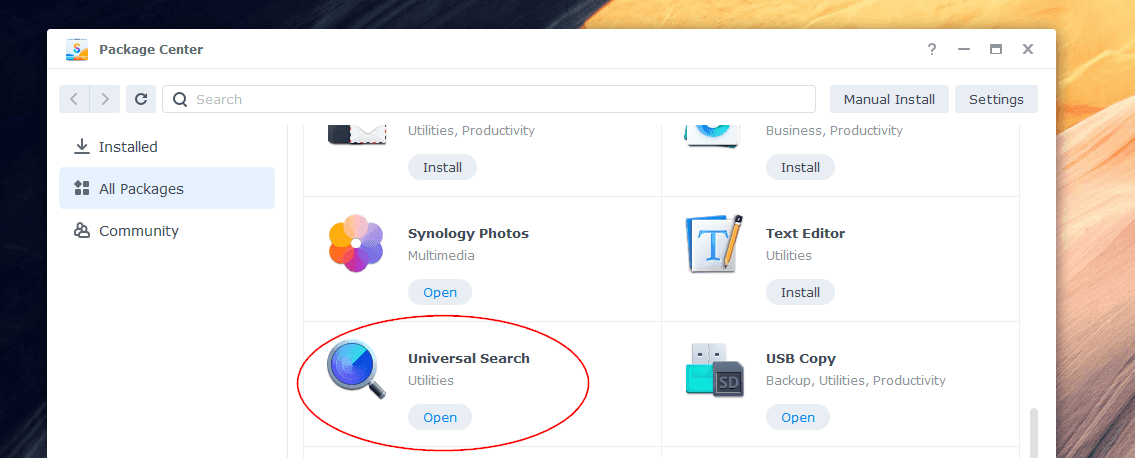 Package Center
?
Search
Manual Install
Settings
Installed
All Packages
Community
Utilities, Productivity
Install
Business, Productivity
Install
Synology Photos
Multimedia
Open
Text Editor
Utilities
Install
Universal Search
Utilities
Open
USB Copy
Backup, Utilities, Productivity
Open
T
SD
S